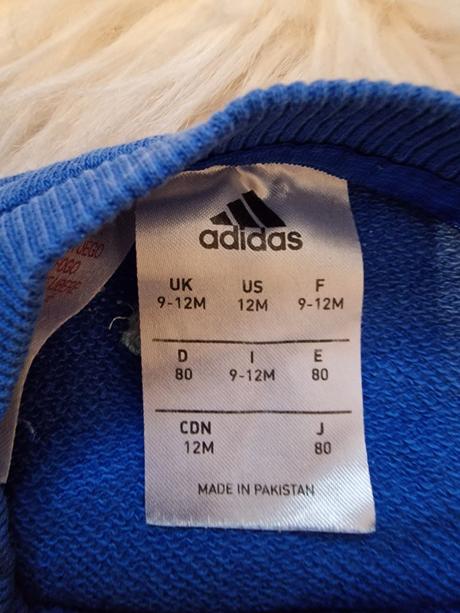 adidas
UK US F
9-12M 12M 9-12M
D I E
80 9-12M 80
CDN J
12M 80
MADE IN PAKISTAN